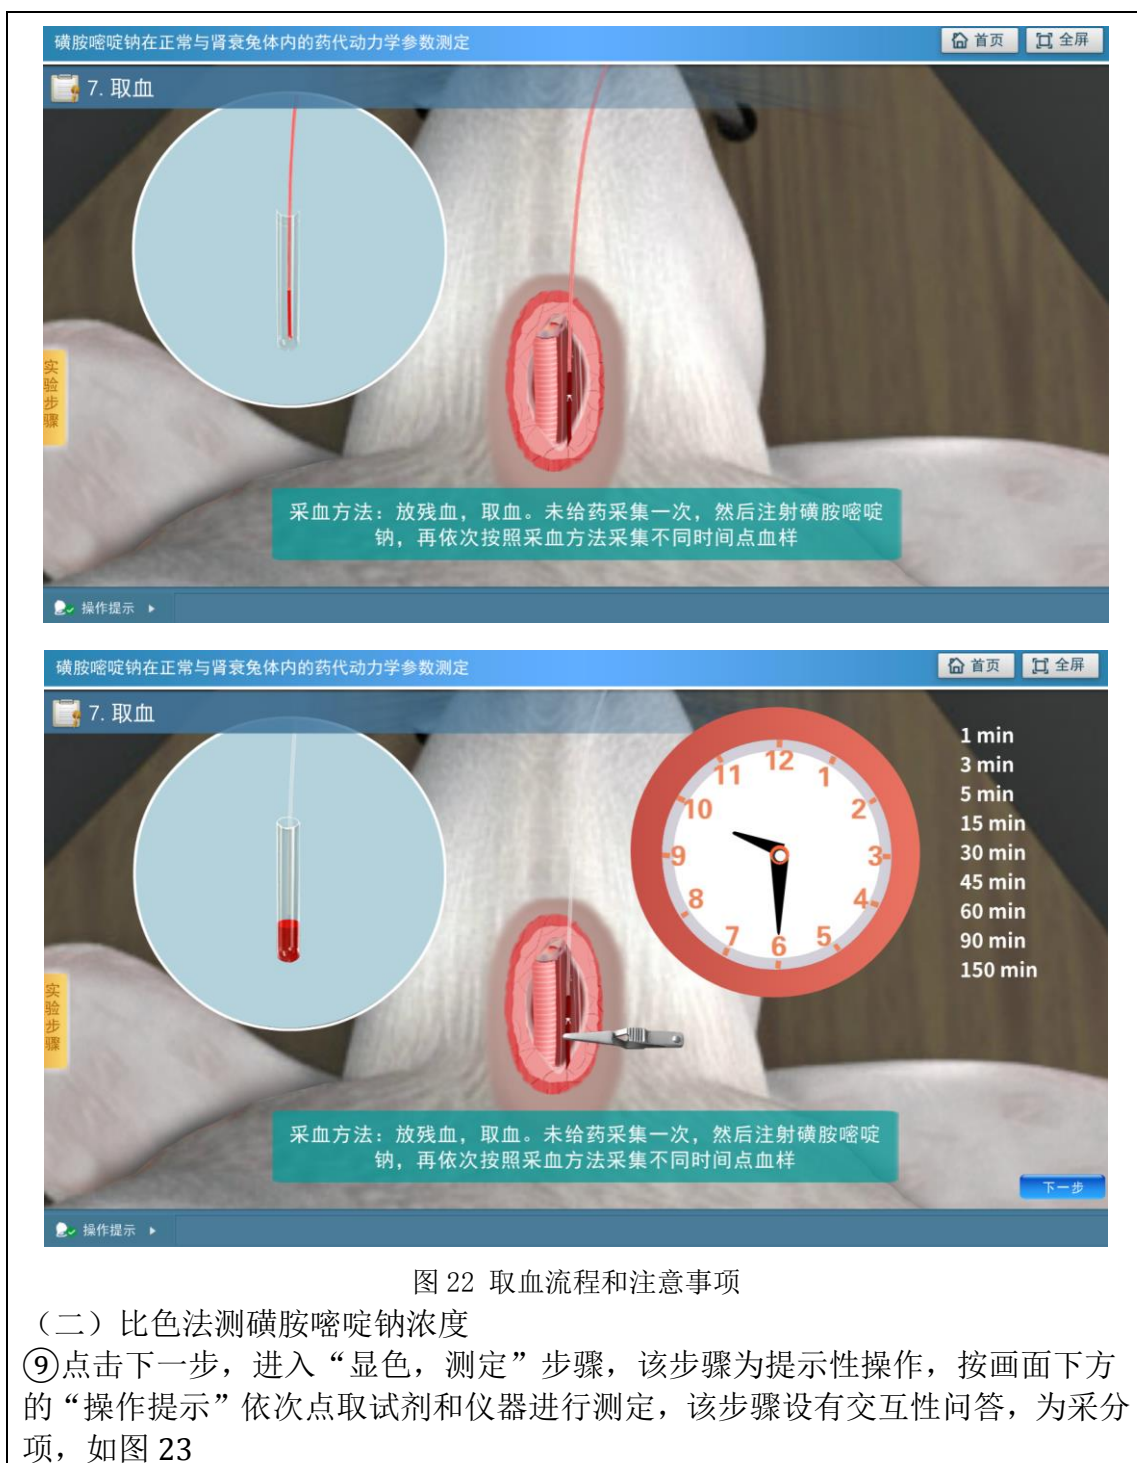 磺胺嘧啶钠在正常与肾衰兔体内的药代动力学参数测定
首页
全屏
7. 取血
实验步骤
采血方法：放残血，取血。未给药采集一次，然后注射磺胺嘧啶
钠，再依次按照采血方法采集不同时间点血样
操作提示
磺胺嘧啶钠在正常与肾衰兔体内的药代动力学参数测定
首页
全屏
7. 取血
12
1
2
3
4
5
6
7
8
9
10
11
1 min
3 min
5 min
15 min
30 min
45 min
60 min
90 min
150 min
实验步骤
采血方法：放残血，取血。未给药采集一次，然后注射磺胺嘧啶
钠，再依次按照采血方法采集不同时间点血样
下一步
操作提示
图 22 取血流程和注意事项
（二）比色法测磺胺嘧啶钠浓度
⑨点击下一步，进入“显色，测定”步骤，该步骤为提示性操作，按画面下方
的“操作提示”依次点取试剂和仪器进行测定，该步骤设有交互性问答，为采分
项，如图 23